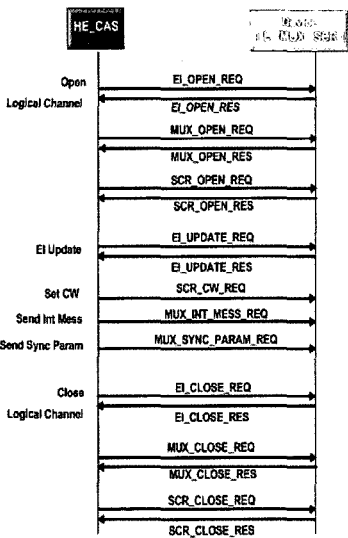 HE_CAS
Open
EI_OPEN_REQ
Logical Channel
EI_OPEN_RES
MUX_OPEN_REQ
MUX_OPEN_RES
SCR_OPEN_REQ
SCR_OPEN_RES
EI_UPDATE_REQ
EI Update
EI_UPDATE_RES
Set CW
SCR_CW_REQ
Send Int Mess
MUX_INT_MESS_REQ
Send Sync Param
MUX_SYNC_PARAM_REQ
Close
EI_CLOSE_REQ
Logical Channel
EI_CLOSE_RES
MUX_CLOSE_REQ
MUX_CLOSE_RES
SCR_CLOSE_REQ
SCR_CLOSE_RES